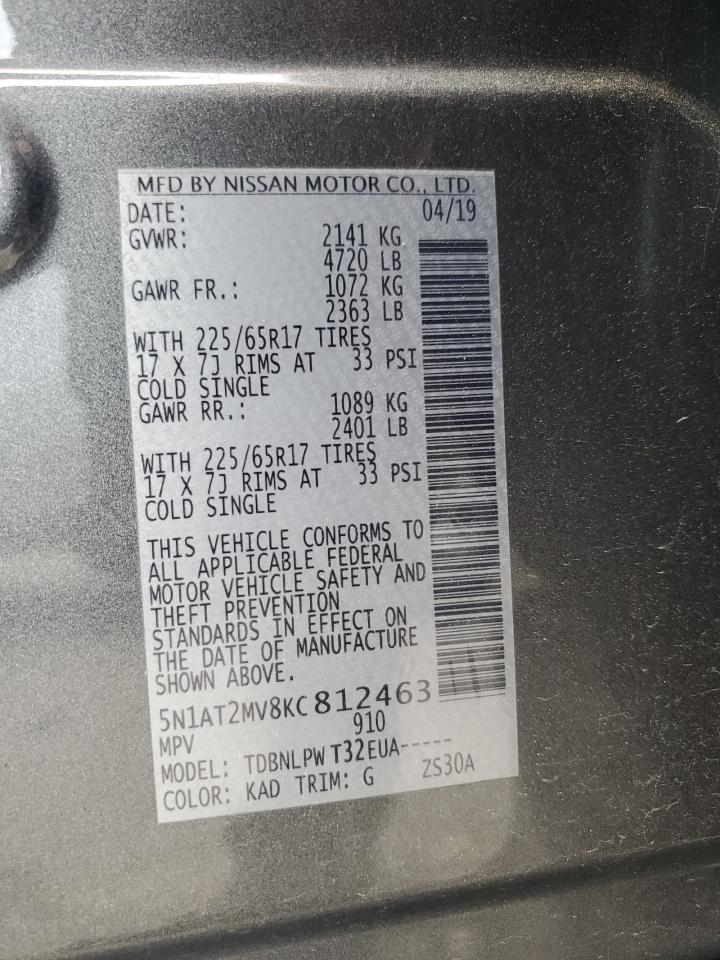 MFD BY NISSAN MOTOR CO., LTD.
DATE: 04/19
GVWR: 2141 KG
4720 LB
GAWR FR.: 1072 KG
2363 LB
WITH 225/65R17 TIRES
17 X 7J RIMS AT 33 PSI
COLD SINGLE
GAWR RR.: 1089 KG
2401 LB
WITH 225/65R17 TIRES
17 X 7J RIMS AT 33 PSI
COLD SINGLE
THIS VEHICLE CONFORMS TO
ALL APPLICABLE FEDERAL
MOTOR VEHICLE SAFETY AND
THEFT PREVENTION
STANDARDS IN EFFECT ON
THE DATE OF MANUFACTURE
SHOWN ABOVE.
5N1AT2MV8KC812463
MPV 910
MODEL: TDBNLPW T32EUA-----
COLOR: KAD TRIM: G ZS30A